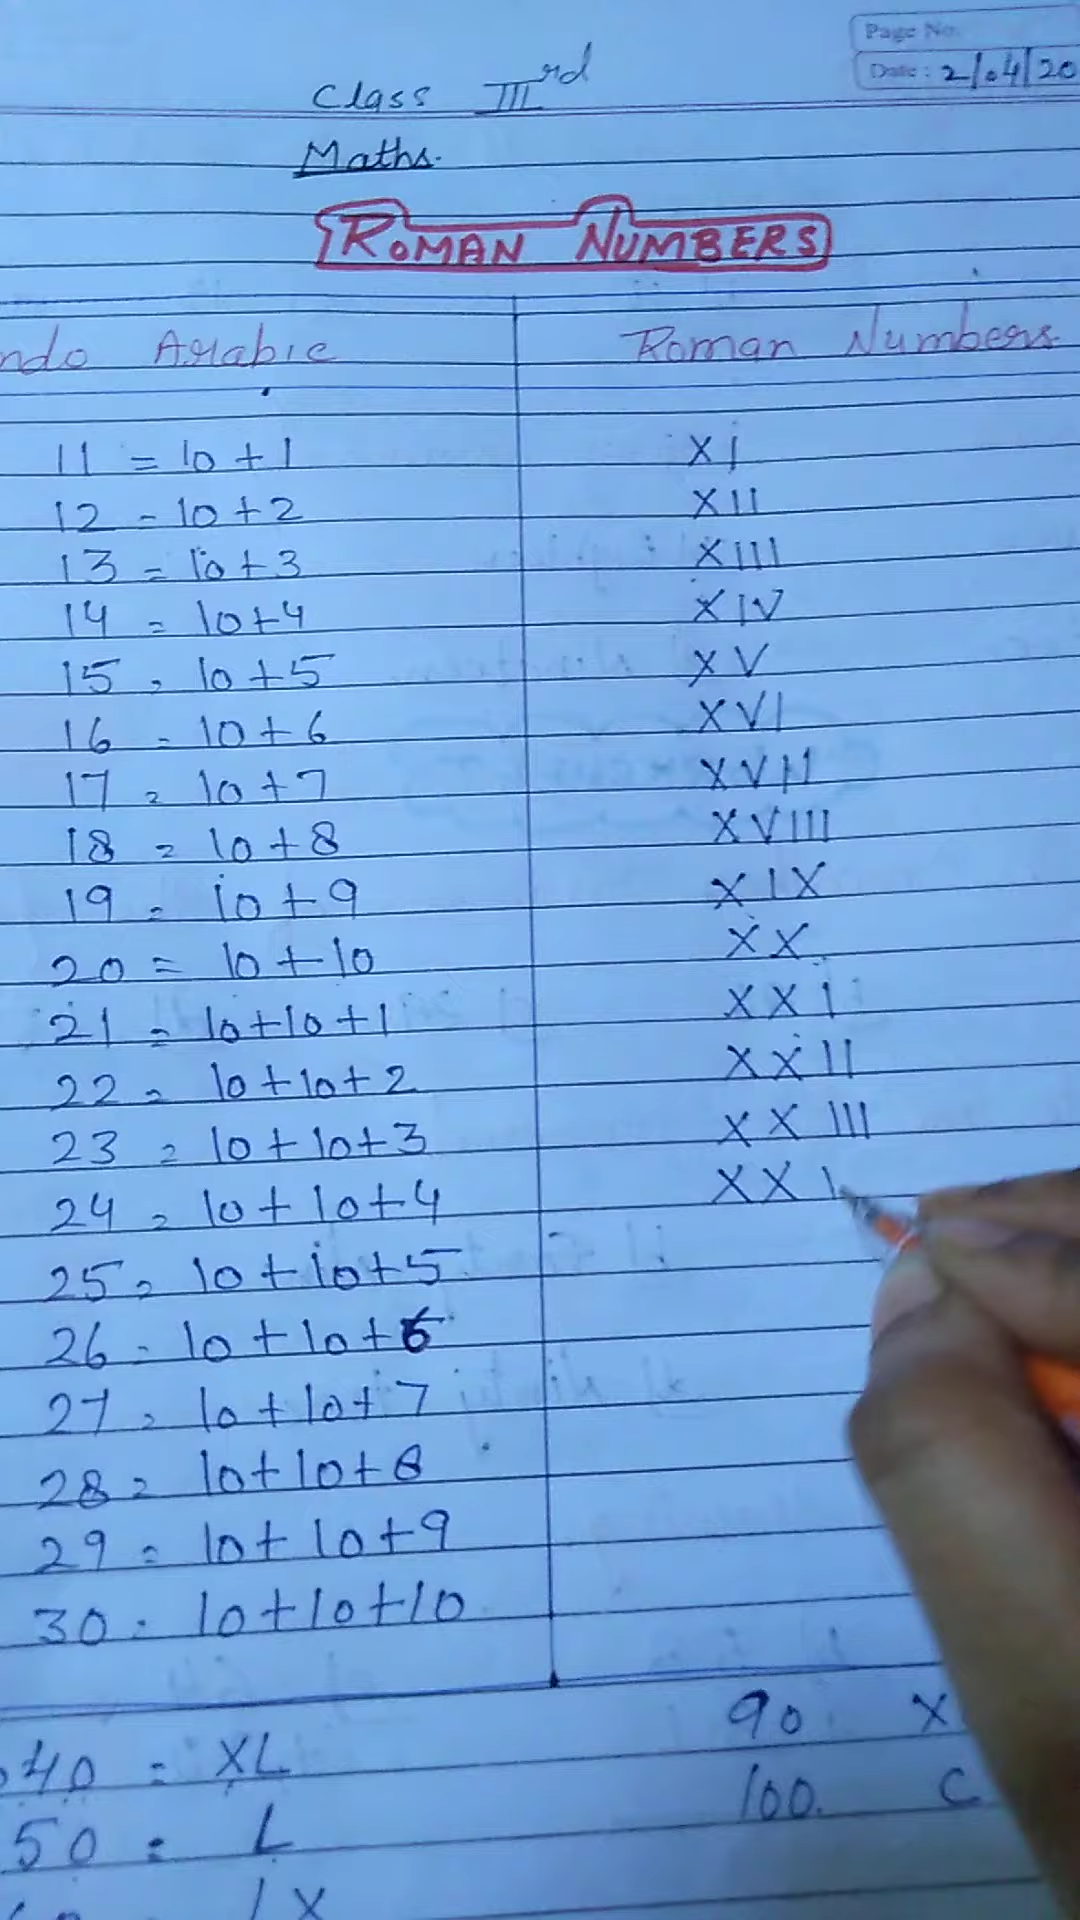 Page No.
Date: 2/04/20
Class IIIrd
Maths.
ROMAN NUMBERS
ndo Arabic Roman Numbers
11 = 10+1 XI
12 = 10+2 XII
13 = 10+3 XIII
14 = 10+4 XIV
15 = 10+5 XV
16 = 10+6 XVI
17 = 10+7 XVII
18 = 10+8 XVIII
19 = 10+9 XIX
20 = 10+10 XX
21 = 10+10+1 XXI
22 = 10+10+2 XXII
23 = 10+10+3 XXIII
24 = 10+10+4 XXI
25 = 10+10+5
26 = 10+10+6
27 = 10+10+7
28 = 10+10+8
29 = 10+10+9
30 = 10+10+10
40 = XL 90 X
50 = L 100. C
LX